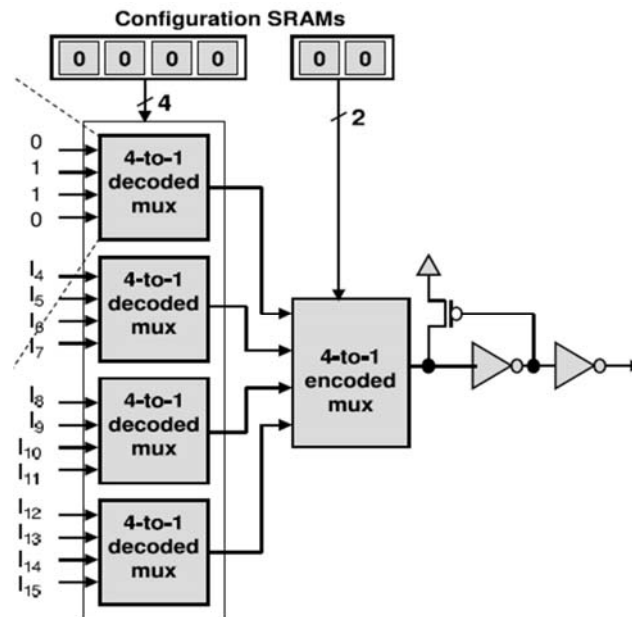 Configuration SRAMs
0 0 0 0
0 0
4
2
0
1
1
0
4-to-1
decoded
mux
I4
I5
I6
I7
4-to-1
decoded
mux
4-to-1
encoded
mux
I8
I9
I10
I11
4-to-1
decoded
mux
I12
I13
I14
I15
4-to-1
decoded
mux